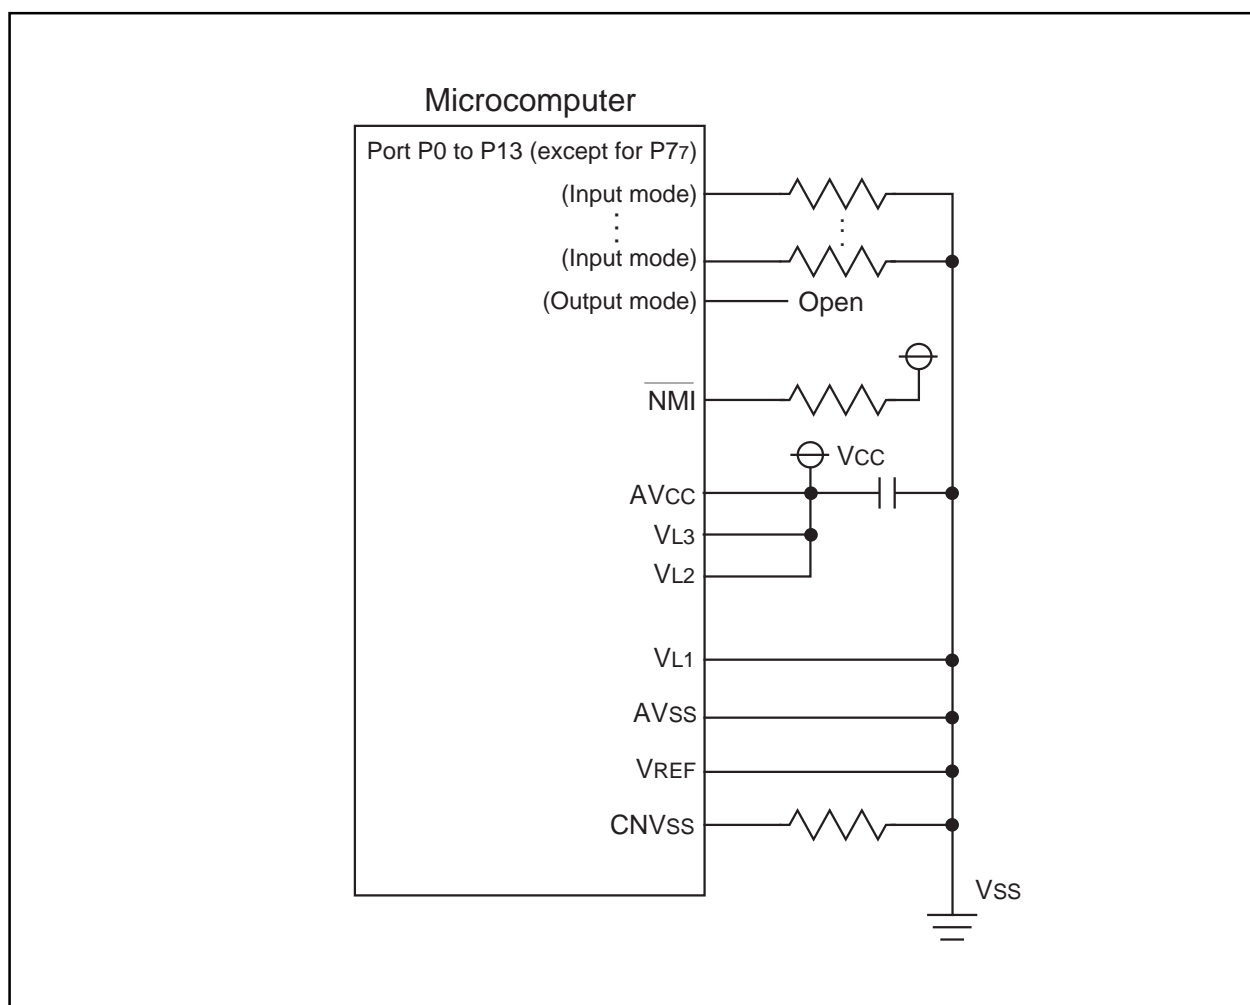 Microcomputer
Port P0 to P13 (except for P77)
(Input mode)
(Input mode)
(Output mode)
Open
NMI
VCC
AVCC
VL3
VL2
VL1
AVSS
VREF
CNVSS
VSS